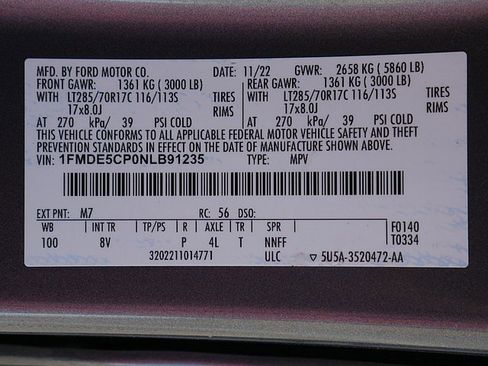 MFD. BY FORD MOTOR CO. DATE: 11/22 GVWR: 2658 KG ( 5860 LB)
FRONT GAWR: 1361 KG ( 3000 LB) REAR GAWR: 1361 KG ( 3000 LB)
WITH LT285/70R17C 116/113S TIRES WITH LT285/70R17C 116/113S TIRES
17x8.0J RIMS 17x8.0J RIMS
AT 270 kPa/ 39 PSI COLD AT 270 kPa/ 39 PSI COLD
THIS VEHICLE CONFORMS TO ALL APPLICABLE FEDERAL MOTOR VEHICLE SAFETY AND THEFT
PREVENTION STANDARDS IN EFFECT ON THE DATE OF MANUFACTURE SHOWN ABOVE.
VIN: 1FMDE5CP0NLB91235 TYPE: MPV
EXT PNT: M7 RC: 56 DSO:
WB INT TR TP/PS R AXLE TR SPR F0140
100 8V P 4L T NNFF T0334
3202211014771 ULC ▽ 5U5A-3520472-AA